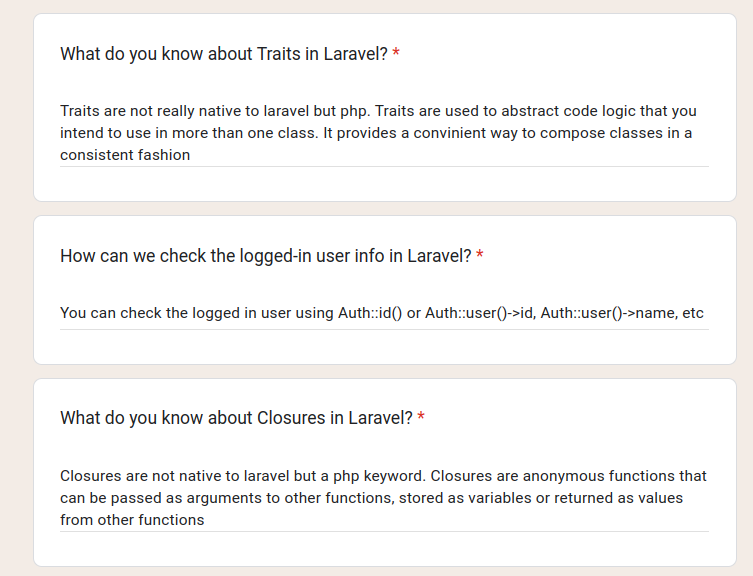 What do you know about Traits in Laravel? *
Traits are not really native to laravel but php. Traits are used to abstract code logic that you
intend to use in more than one class. It provides a convinient way to compose classes in a
consistent fashion
How can we check the logged-in user info in Laravel? *
You can check the logged in user using Auth::id() or Auth::user()->id, Auth::user()->name, etc
What do you know about Closures in Laravel? *
Closures are not native to laravel but a php keyword. Closures are anonymous functions that
can be passed as arguments to other functions, stored as variables or returned as values
from other functions